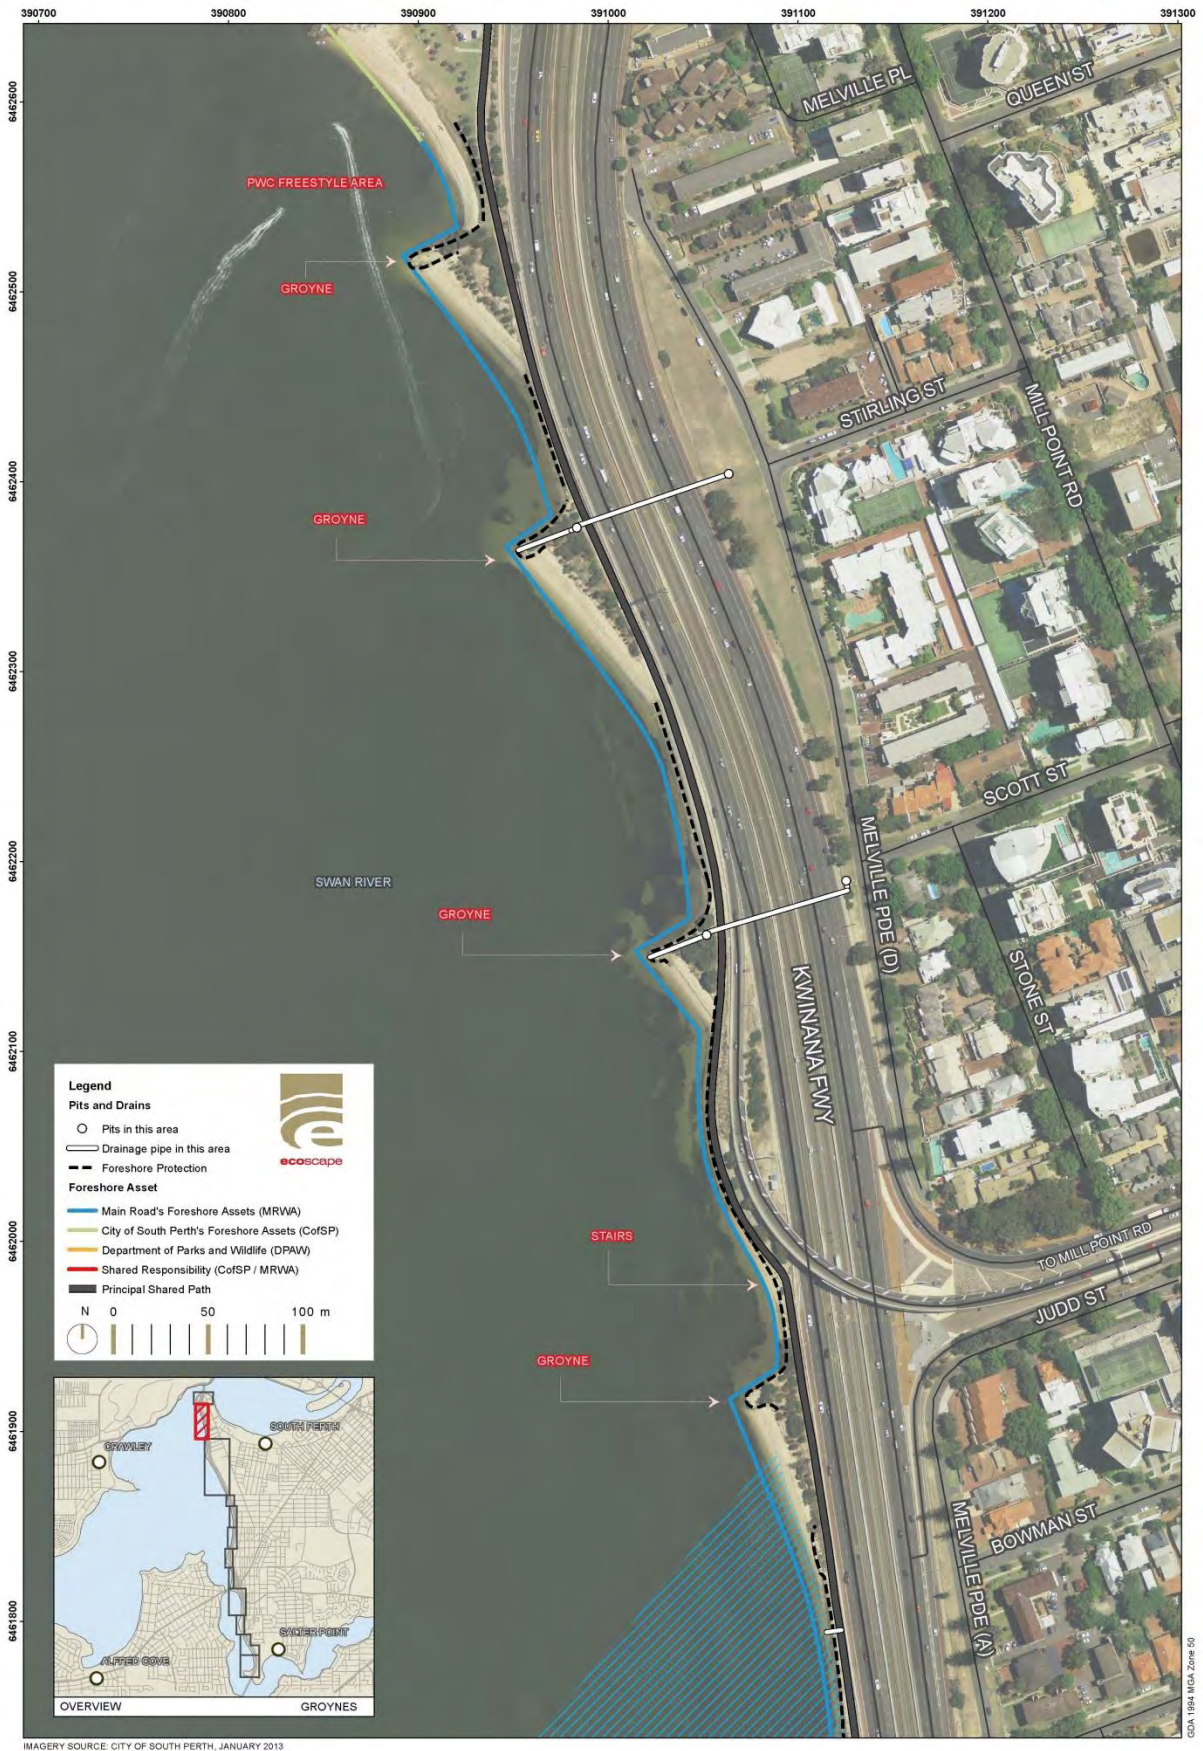 390700
390800
390900
391000
391100
391200
391300
6462600
6462500
6462400
6462300
6462200
6462100
6462000
6461900
6461800
MELVILLE PL
QUEEN ST
PWC FREESTYLE AREA
GROYNE
STIRLING ST
MILL POINT RD
GROYNE
SCOTT ST
SWAN RIVER
GROYNE
MELVILLE PDE (D)
STONE ST
KWINANA FWY
STAIRS
TO MILL POINT RD
JUDD ST
GROYNE
BOWMAN ST
MELVILLE PDE (A)
Legend
Pits and Drains
Pits in this area
Drainage pipe in this area
Foreshore Protection
Foreshore Asset
Main Road's Foreshore Assets (MRWA)
City of South Perth's Foreshore Assets (CofSP)
Department of Parks and Wildlife (DPAW)
Shared Responsibility (CofSP / MRWA)
Principal Shared Path
ecoscape
N 0 50 100 m
SOUTH PERTH
CRAWLEY
SALTER POINT
ALFRED COVE
OVERVIEW GROYNES
GDA 1994 MGA Zone 50
IMAGERY SOURCE: CITY OF SOUTH PERTH, JANUARY 2013